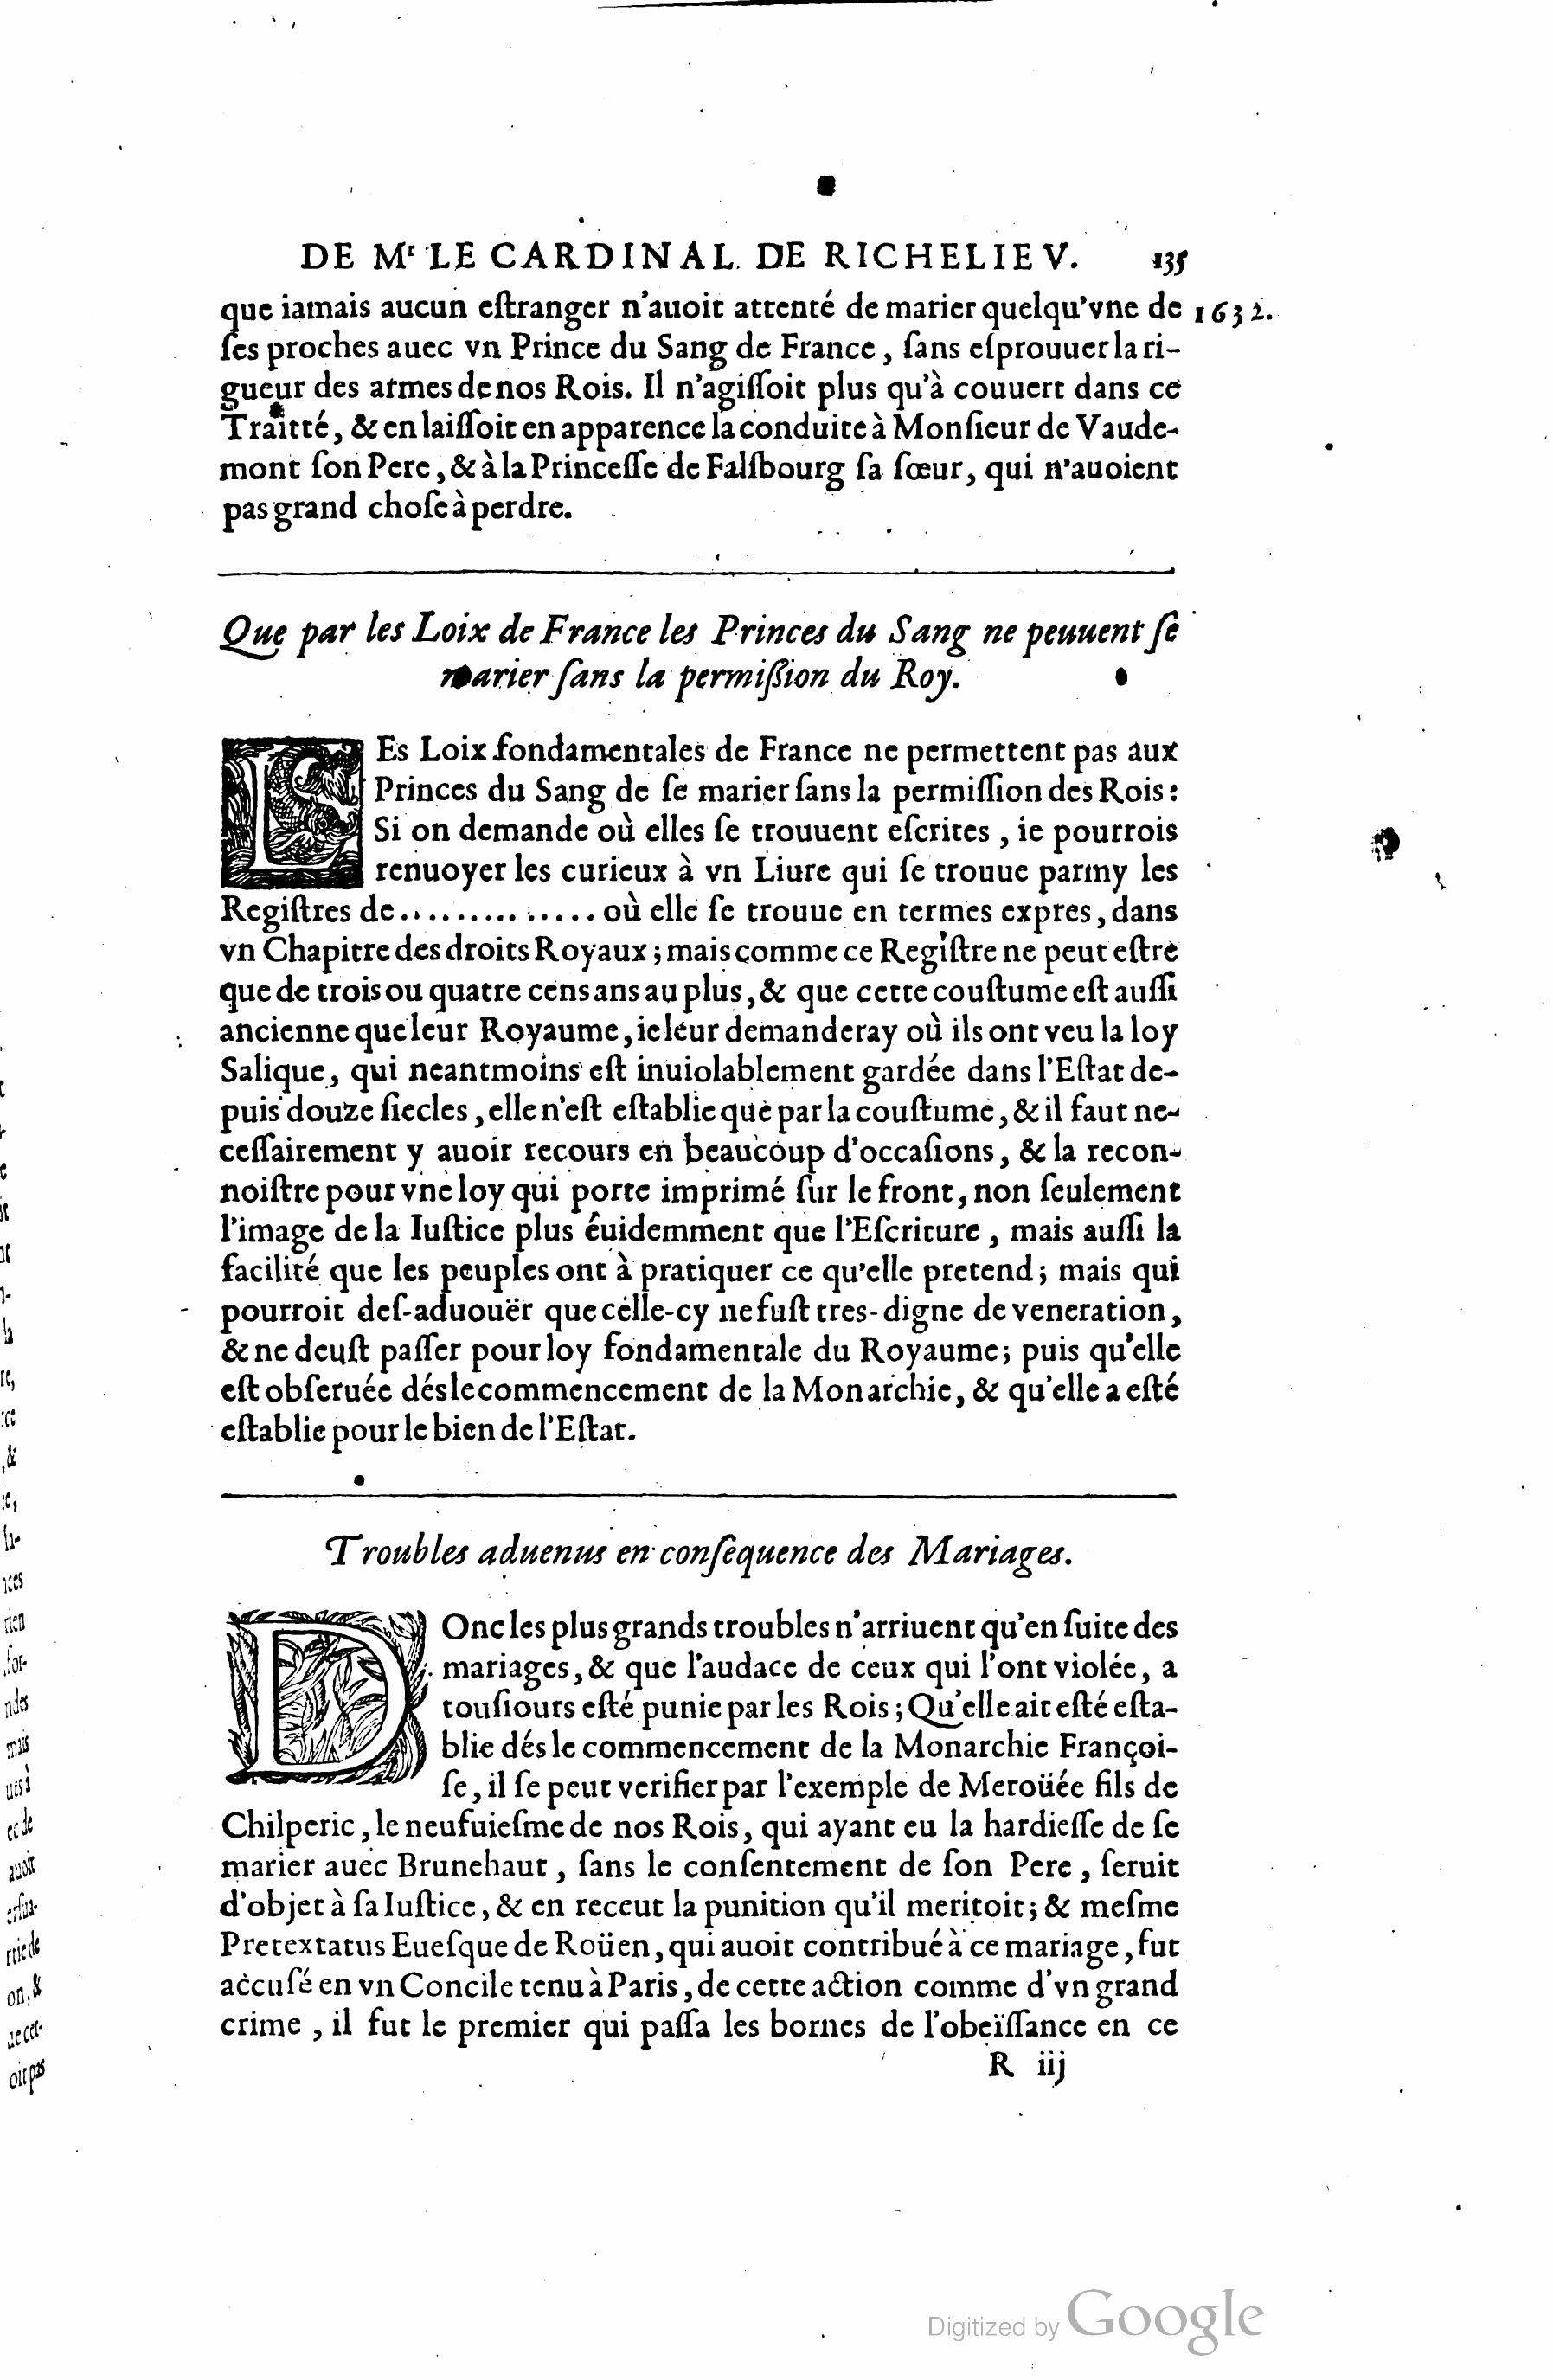 DE Mr LE CARDINAL DE RICHELIEV. 135
que iamais aucun eſtranger n'auoit attenté de marier quelqu'vne de 1632.
ſes proches auec vn Prince du Sang de France, ſans eſprouuer la ri-
gueur des armes de nos Rois. Il n'agiſſoit plus qu'à couuert dans ce
Traitté, & en laiſſoit en apparence la conduite à Monſieur de Vaude-
mont ſon Pere, & à la Princeſſe de Falſbourg ſa ſœur, qui n'auoient
pas grand choſe à perdre.
Que par les Loix de France les Princes du Sang ne peuuent ſe
marier ſans la permiſſion du Roy.
LEs Loix fondamentales de France ne permettent pas aux
Princes du Sang de ſe marier ſans la permiſſion des Rois:
Si on demande où elles ſe trouuent eſcrites, ie pourrois
renuoyer les curieux à vn Liure qui ſe trouue parmy les
Regiſtres de.............. où elle ſe trouue en termes expres, dans
vn Chapitre des droits Royaux; mais comme ce Regiſtre ne peut eſtre
que de trois ou quatre cens ans au plus, & que cette couſtume eſt auſſi
ancienne que leur Royaume, ie leur demanderay où ils ont veu la loy
Salique, qui neantmoins eſt inuiolablement gardée dans l'Eſtat de-
puis douze ſiecles, elle n'eſt eſtablie que par la couſtume, & il faut ne-
ceſſairement y auoir recours en beaucoup d'occaſions, & la recon-
noiſtre pour vne loy qui porte imprimé ſur le front, non ſeulement
l'image de la Iuſtice plus éuidemment que l'Eſcriture, mais auſſi la
facilité que les peuples ont à pratiquer ce qu'elle pretend; mais qui
pourroit deſ-aduouër que celle-cy ne fuſt tres-digne de veneration,
& ne deuſt paſſer pour loy fondamentale du Royaume; puis qu'elle
eſt obſeruée dés le commencement de la Monarchie, & qu'elle a eſté
eſtablie pour le bien de l'Eſtat.
Troubles aduenus en conſequence des Mariages.
DOnc les plus grands troubles n'arriuent qu'en ſuite des
mariages, & que l'audace de ceux qui l'ont violée, a
touſiours eſté punie par les Rois; Qu'elle ait eſté eſta-
blie dés le commencement de la Monarchie Françoi-
ſe, il ſe peut verifier par l'exemple de Meroüée fils de
Chilperic, le neufuieſme de nos Rois, qui ayant eu la hardieſſe de ſe
marier auec Brunehaut, ſans le conſentement de ſon Pere, ſeruit
d'objet à ſa Iuſtice, & en receut la punition qu'il meritoit; & meſme
Pretextatus Eueſque de Roüen, qui auoit contribué à ce mariage, fut
accuſé en vn Concile tenu à Paris, de cette action comme d'vn grand
crime, il fut le premier qui paſſa les bornes de l'obeïſſance en ce
R iij
Digitized by Google